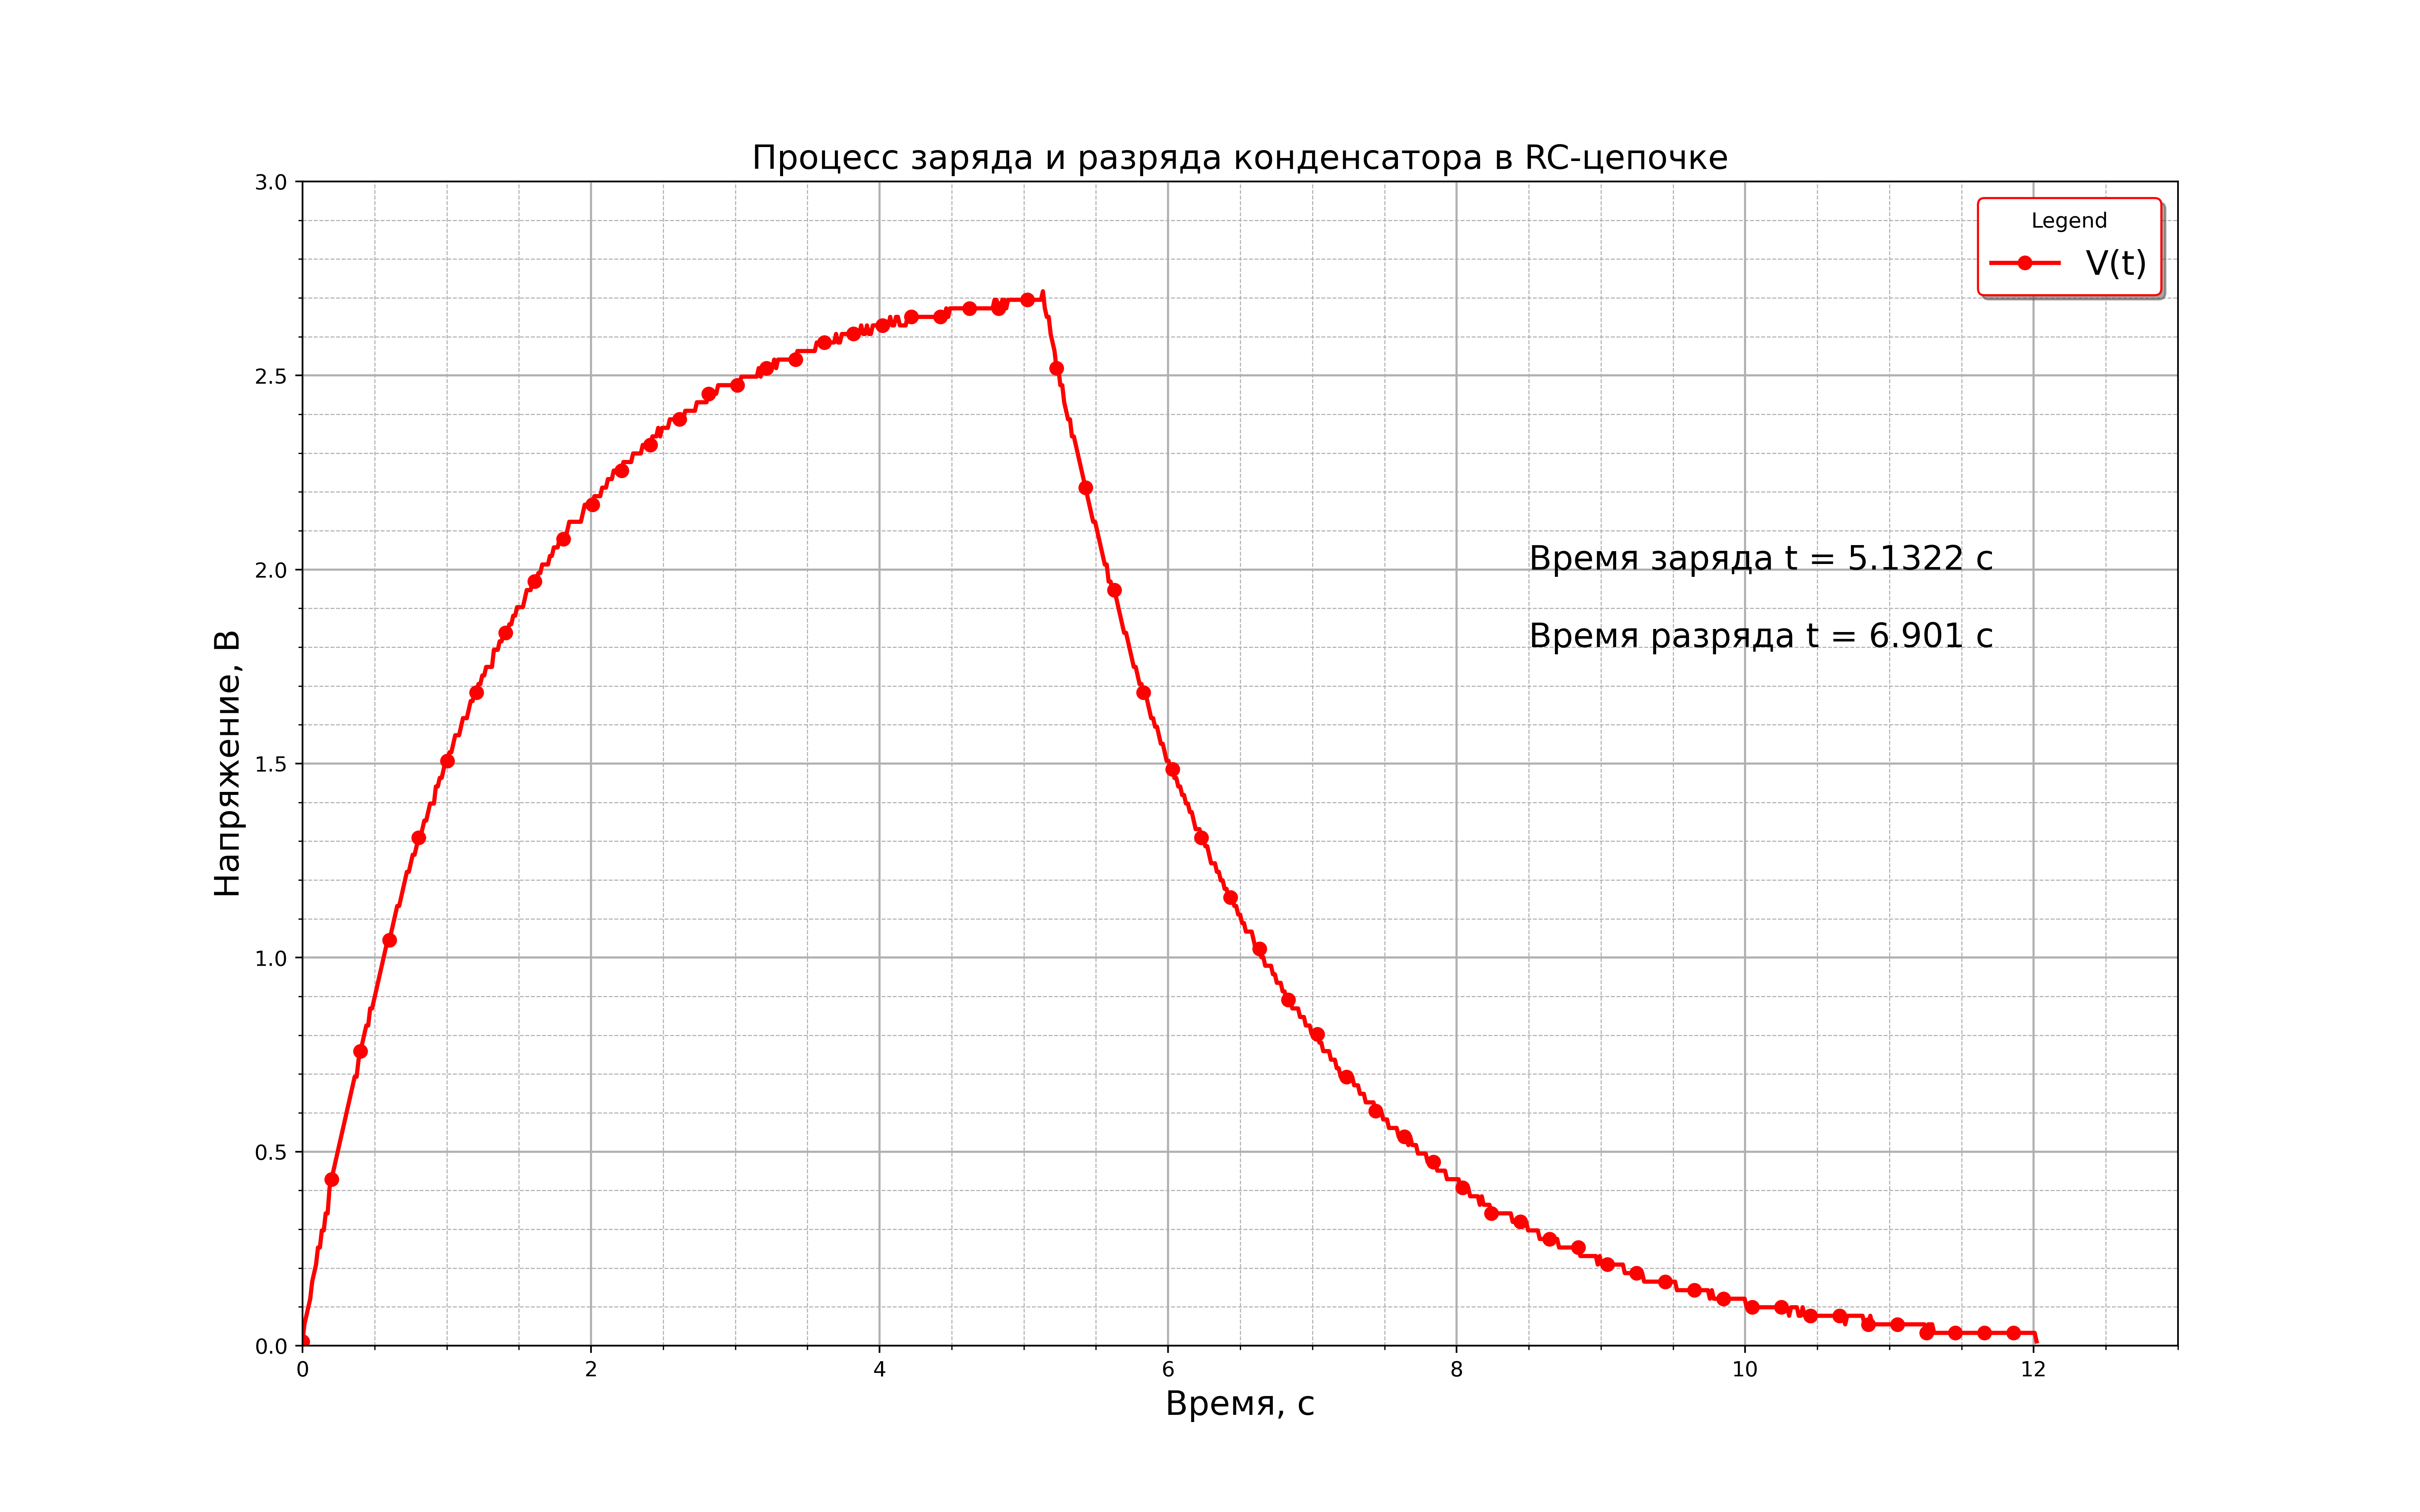 Процесс заряда и разряда конденсатора в RC-цепочке
Legend
V(t)
Время заряда t = 5.1322 с
Время разряда t = 6.901 с
Напряжение, В
3.0
2.5
2.0
1.5
1.0
0.5
0.0
0 2 4 6 8 10 12
Время, с